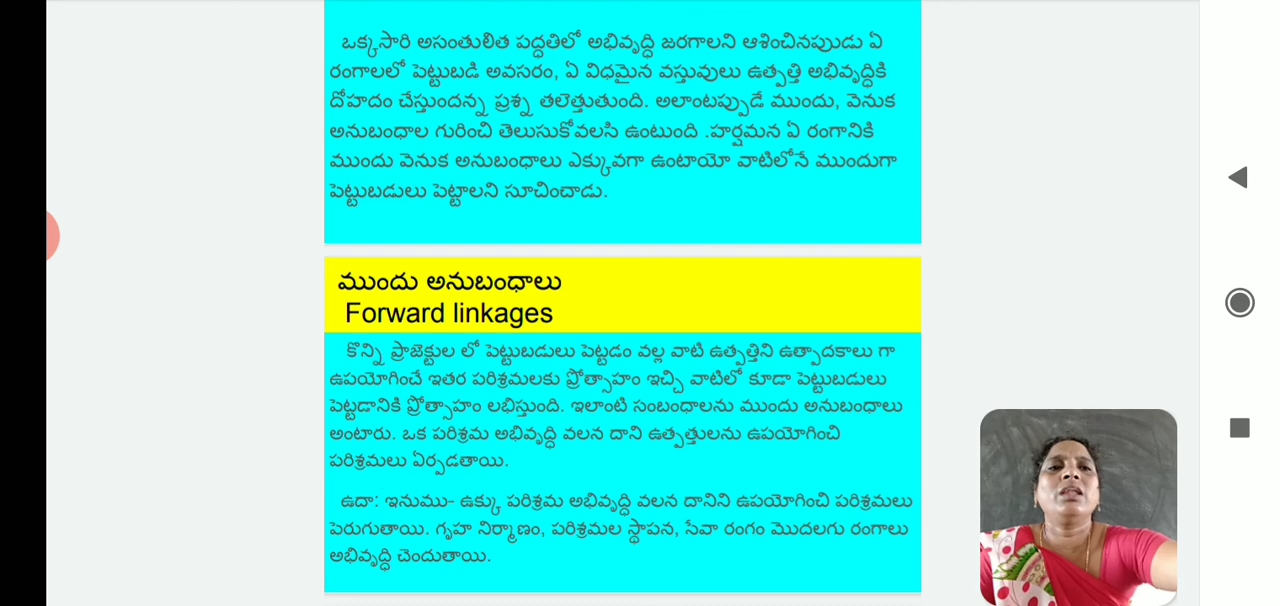 ఒక్కసారి అసంతులిత పద్ధతిలో అభివృద్ధి జరగాలని ఆశించినపుుడు ఏ
రంగాలలో పెట్టుబడి అవసరం, ఏ విధమైన వస్తువులు ఉత్పత్తి అభివృద్ధికి
దోహదం చేస్తుందన్న ప్రశ్న తలెత్తుతుంది. అలాంటప్పుడే ముందు, వెనుక
అనుబంధాల గురించి తెలుసుకోవలసి ఉంటుంది .హర్షమన ఏ రంగానికి
ముందు వెనుక అనుబంధాలు ఎక్కువగా ఉంటాయో వాటిలోనే ముందుగా
పెట్టుబడులు పెట్టాలని సూచించాడు.
ముందు అనుబంధాలు
Forward linkages
కొన్ని ప్రాజెక్టుల లో పెట్టుబడులు పెట్టడం వల్ల వాటి ఉత్పత్తిని ఉత్పాదకాలు గా
ఉపయోగించే ఇతర పరిశ్రమలకు ప్రోత్సాహం ఇచ్చి వాటిలో కూడా పెట్టుబడులు
పెట్టడానికి ప్రోత్సాహం లభిస్తుంది. ఇలాంటి సంబంధాలను ముందు అనుబంధాలు
అంటారు. ఒక పరిశ్రమ అభివృద్ధి వలన దాని ఉత్పత్తులను ఉపయోగించి
పరిశ్రమలు ఏర్పడతాయి.
ఉదా: ఇనుము- ఉక్కు పరిశ్రమ అభివృద్ధి వలన దానిని ఉపయోగించి పరిశ్రమలు
పెరుగుతాయి. గృహ నిర్మాణం, పరిశ్రమల స్థాపన, సేవా రంగం మొదలగు రంగాలు
అభివృద్ధి చెందుతాయి.